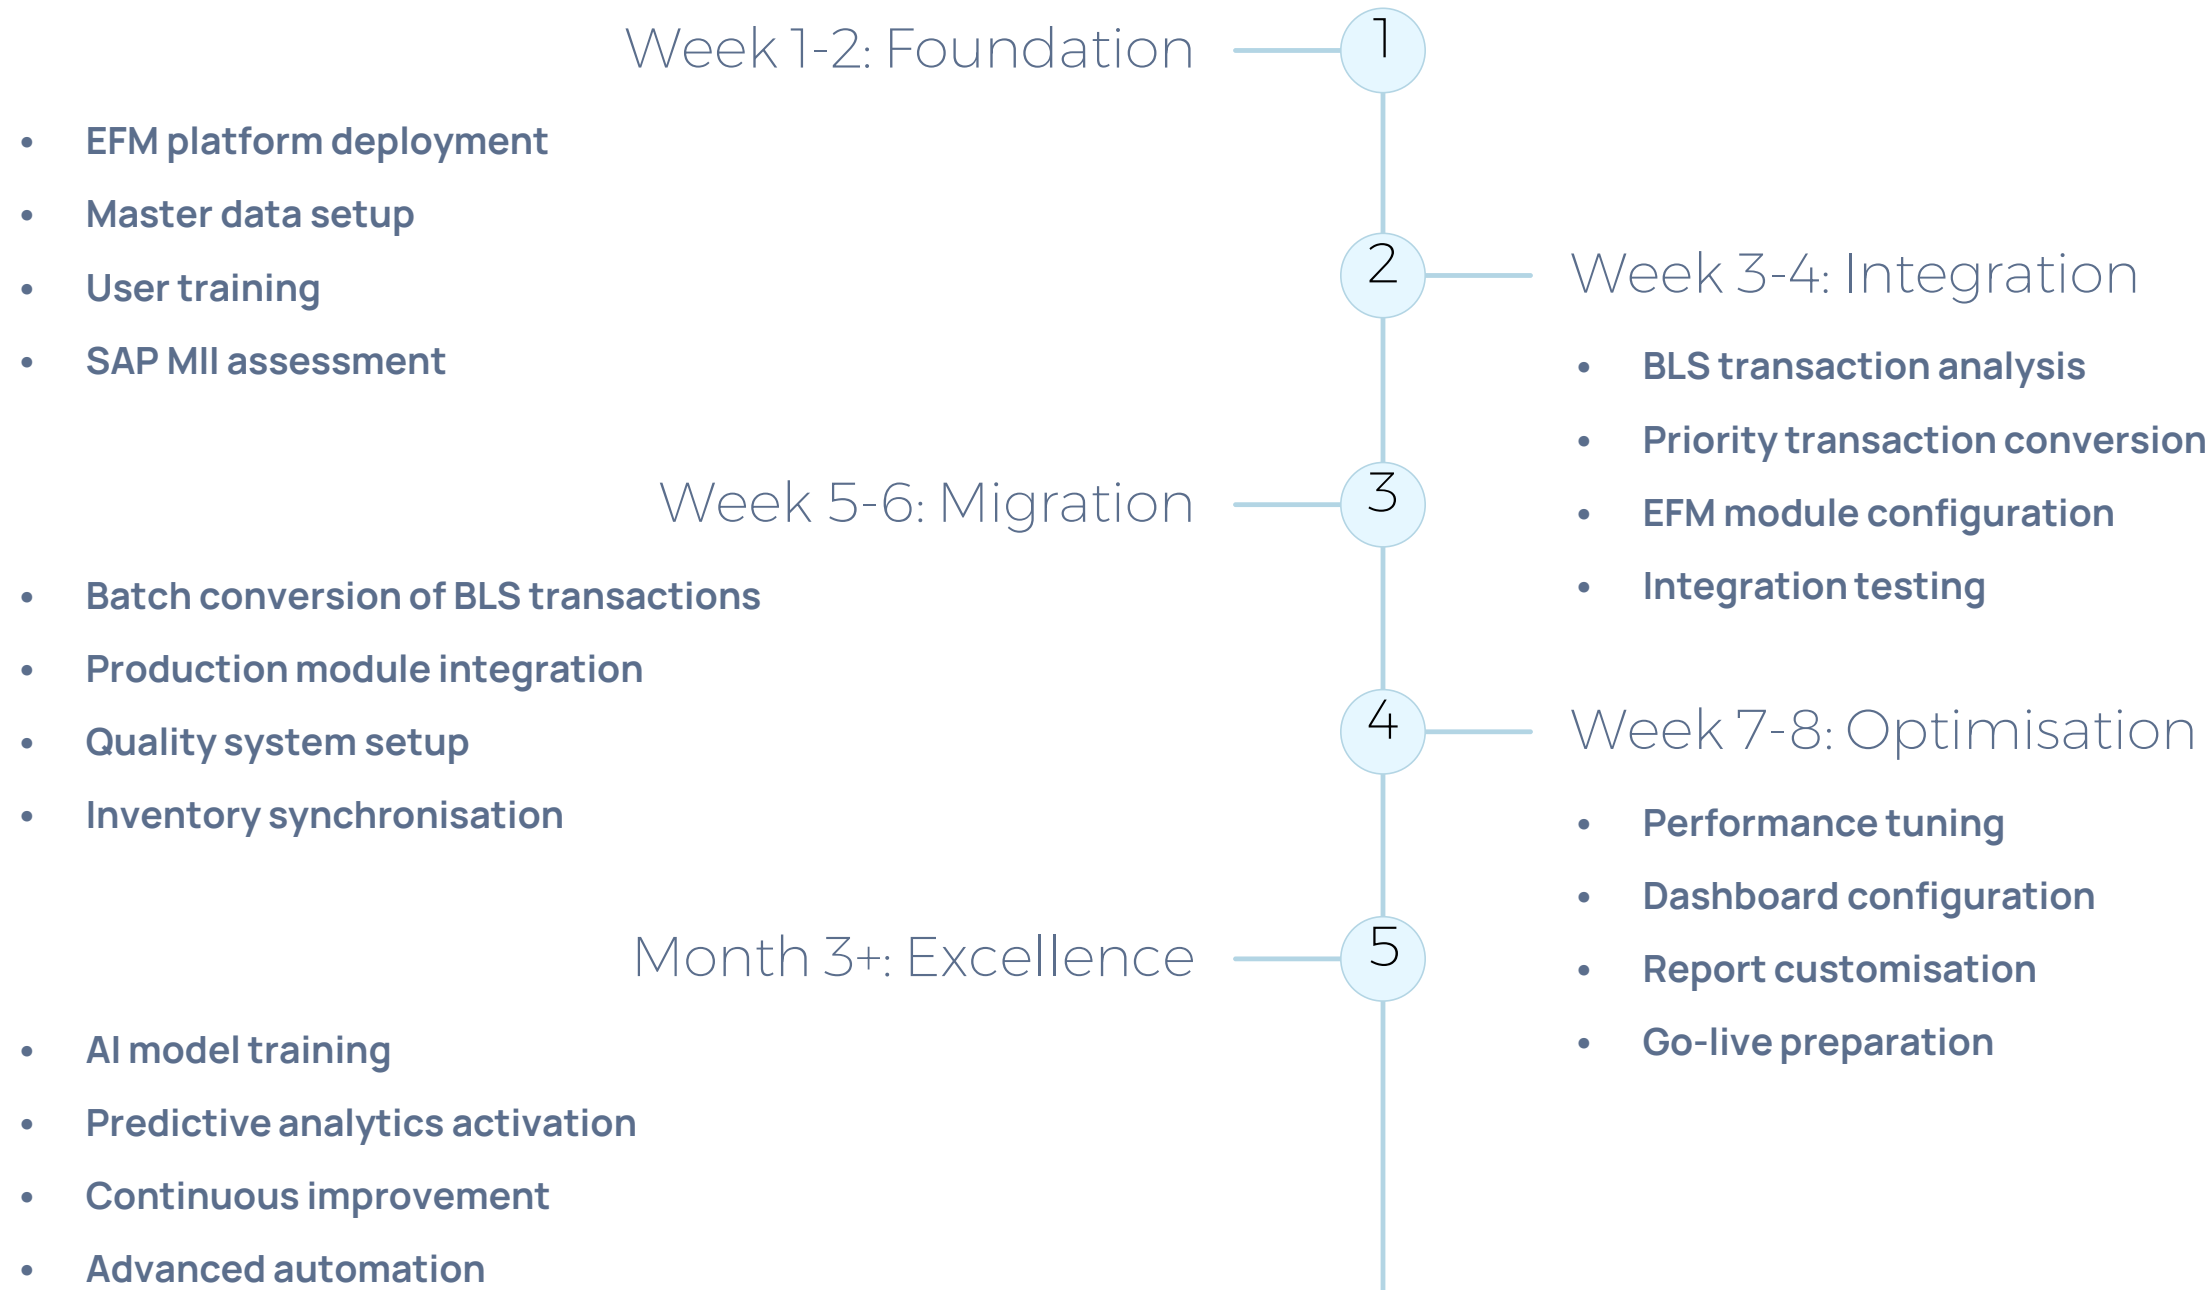 1
Week 1-2: Foundation
• EFM platform deployment
• Master data setup
• User training
• SAP MII assessment
2
Week 3-4: Integration
• BLS transaction analysis
• Priority transaction conversion
• EFM module configuration
• Integration testing
3
Week 5-6: Migration
• Batch conversion of BLS transactions
• Production module integration
• Quality system setup
• Inventory synchronisation
4
Week 7-8: Optimisation
• Performance tuning
• Dashboard configuration
• Report customisation
• Go-live preparation
5
Month 3+: Excellence
• AI model training
• Predictive analytics activation
• Continuous improvement
• Advanced automation